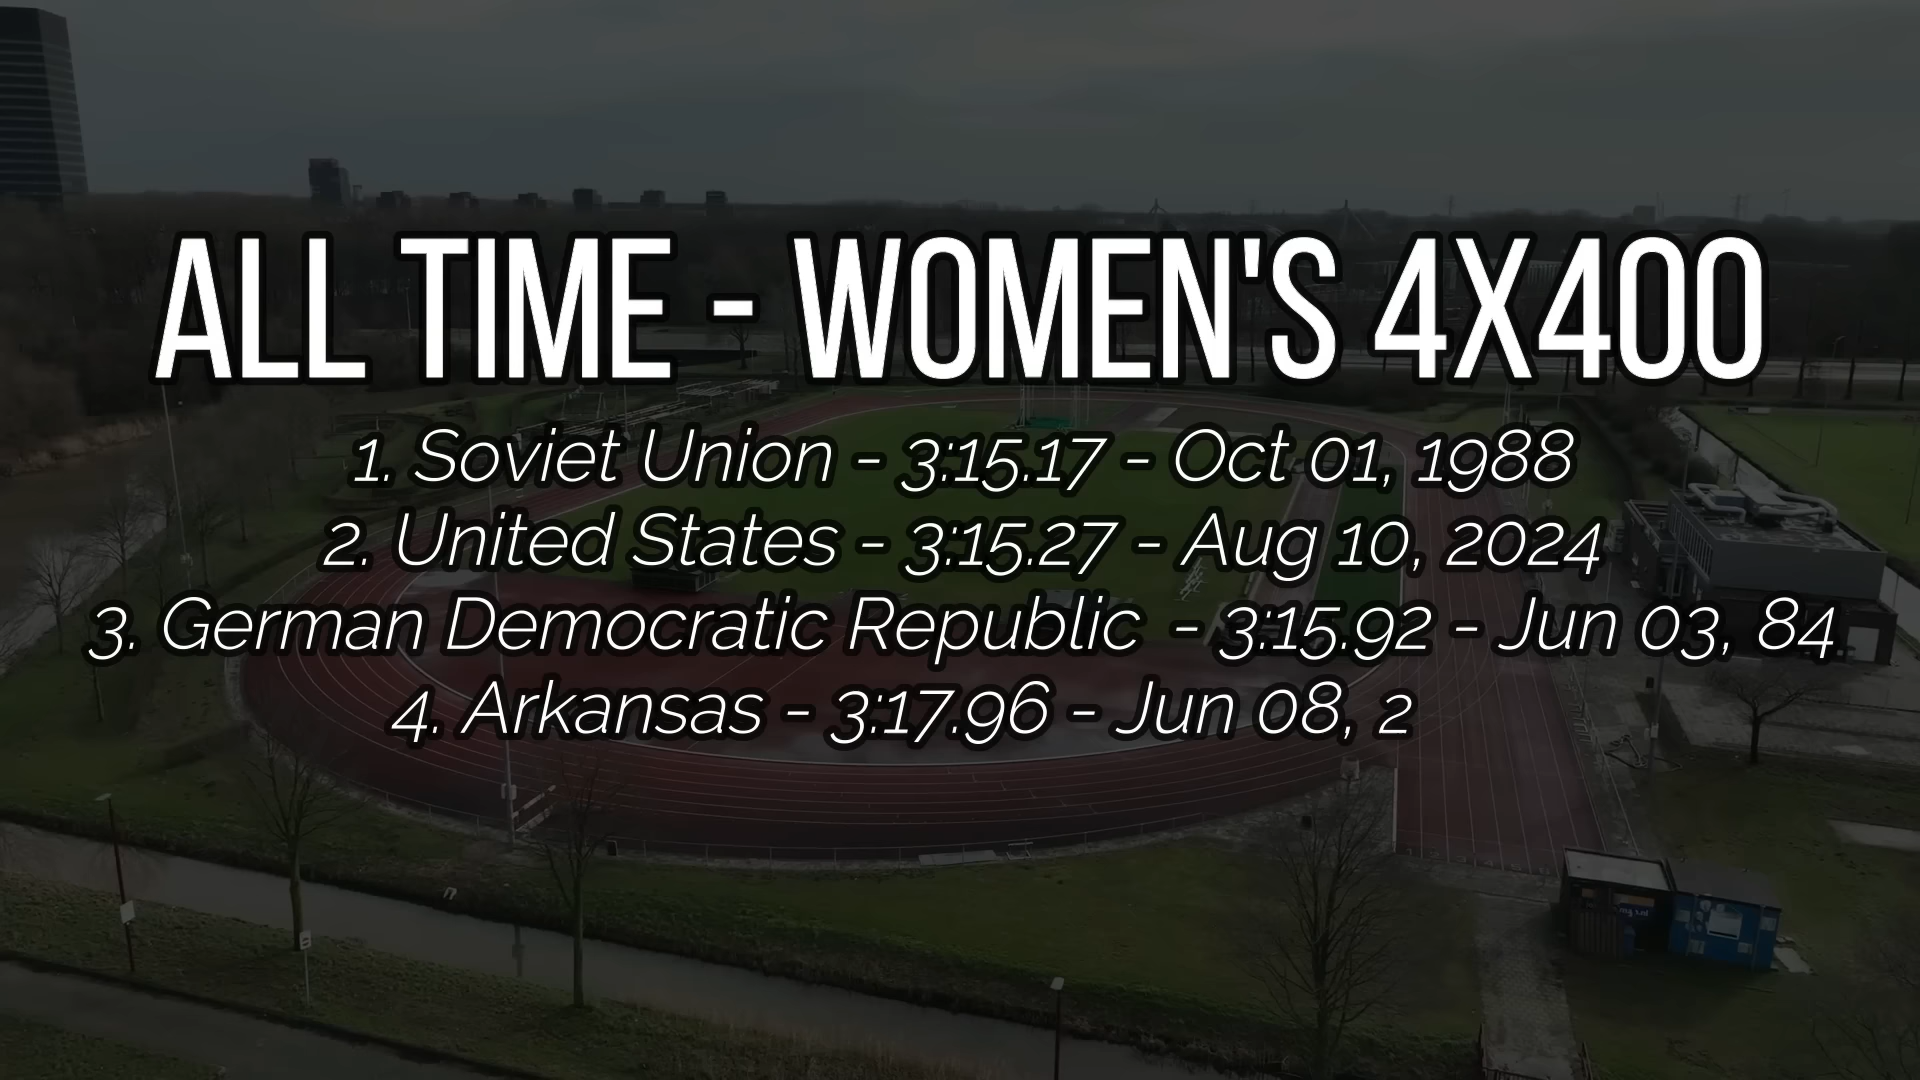 ALL TIME - WOMEN'S 4X400
1. Soviet Union - 3:15.17 - Oct 01, 1988
2. United States - 3:15.27 - Aug 10, 2024
3. German Democratic Republic - 3:15.92 - Jun 03, 84
4. Arkansas - 3:17.96 - Jun 08, 2